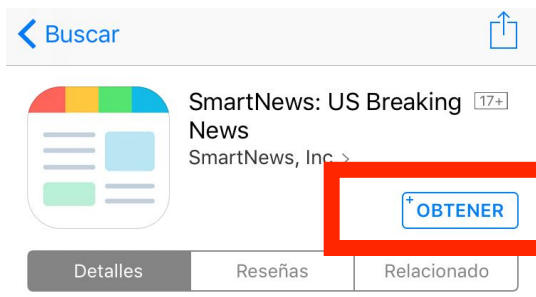 Buscar
SmartNews: US Breaking 17+
News
SmartNews, Inc >
+OBTENER
Detalles Reseñas Relacionado